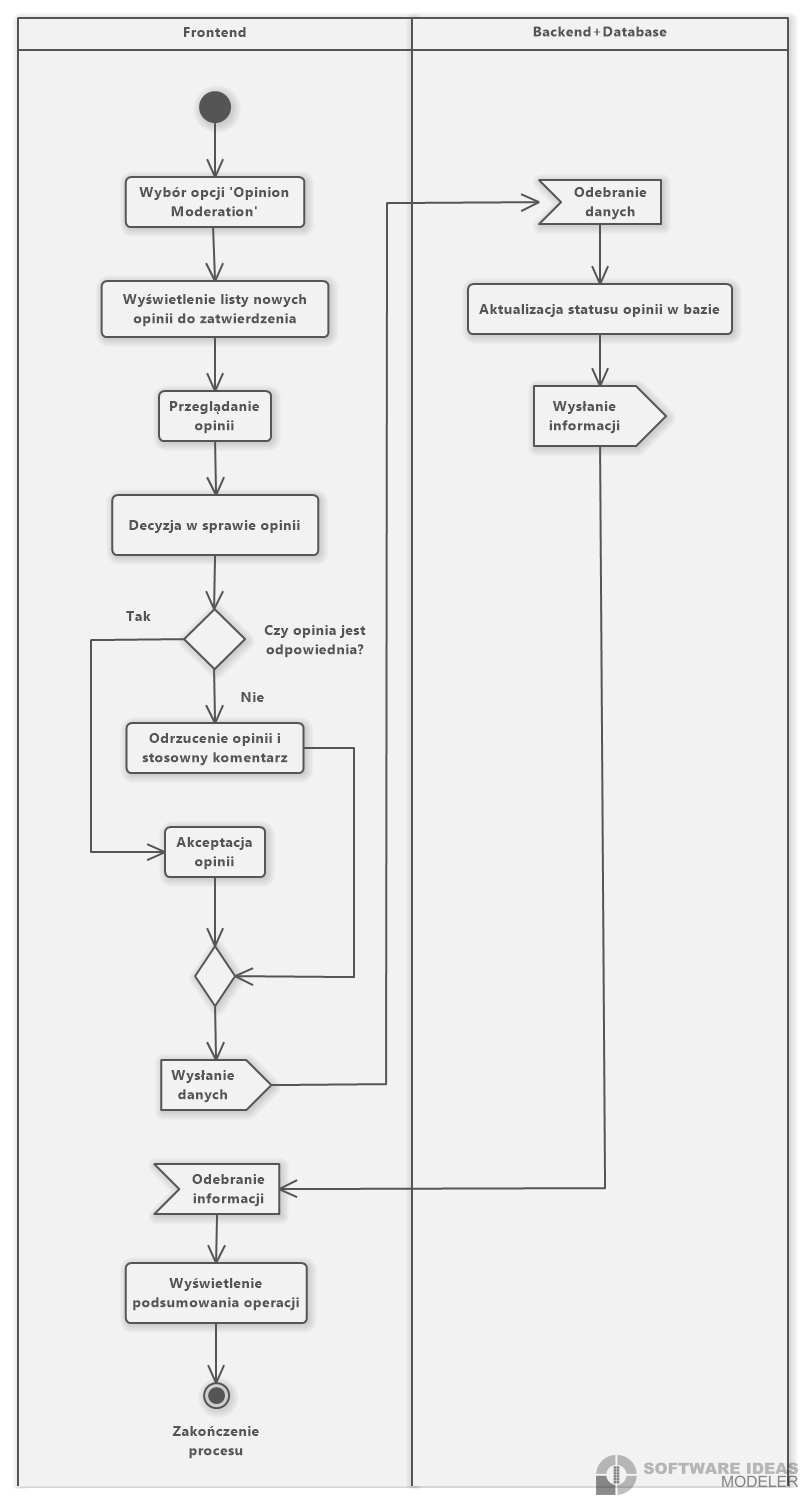 Frontend
Backend+Database
Wybór opcji 'Opinion
Moderation'
Wyświetlenie listy nowych
opinii do zatwierdzenia
Przeglądanie
opinii
Decyzja w sprawie opinii
Tak
Czy opinia jest
odpowiednia?
Nie
Odrzucenie opinii i
stosowny komentarz
Akceptacja
opinii
Wysłanie
danych
Odebranie
danych
Aktualizacja statusu opinii w bazie
Wysłanie
informacji
Odebranie
informacji
Wyświetlenie
podsumowania operacji
Zakończenie
procesu
SOFTWARE IDEAS
MODELER